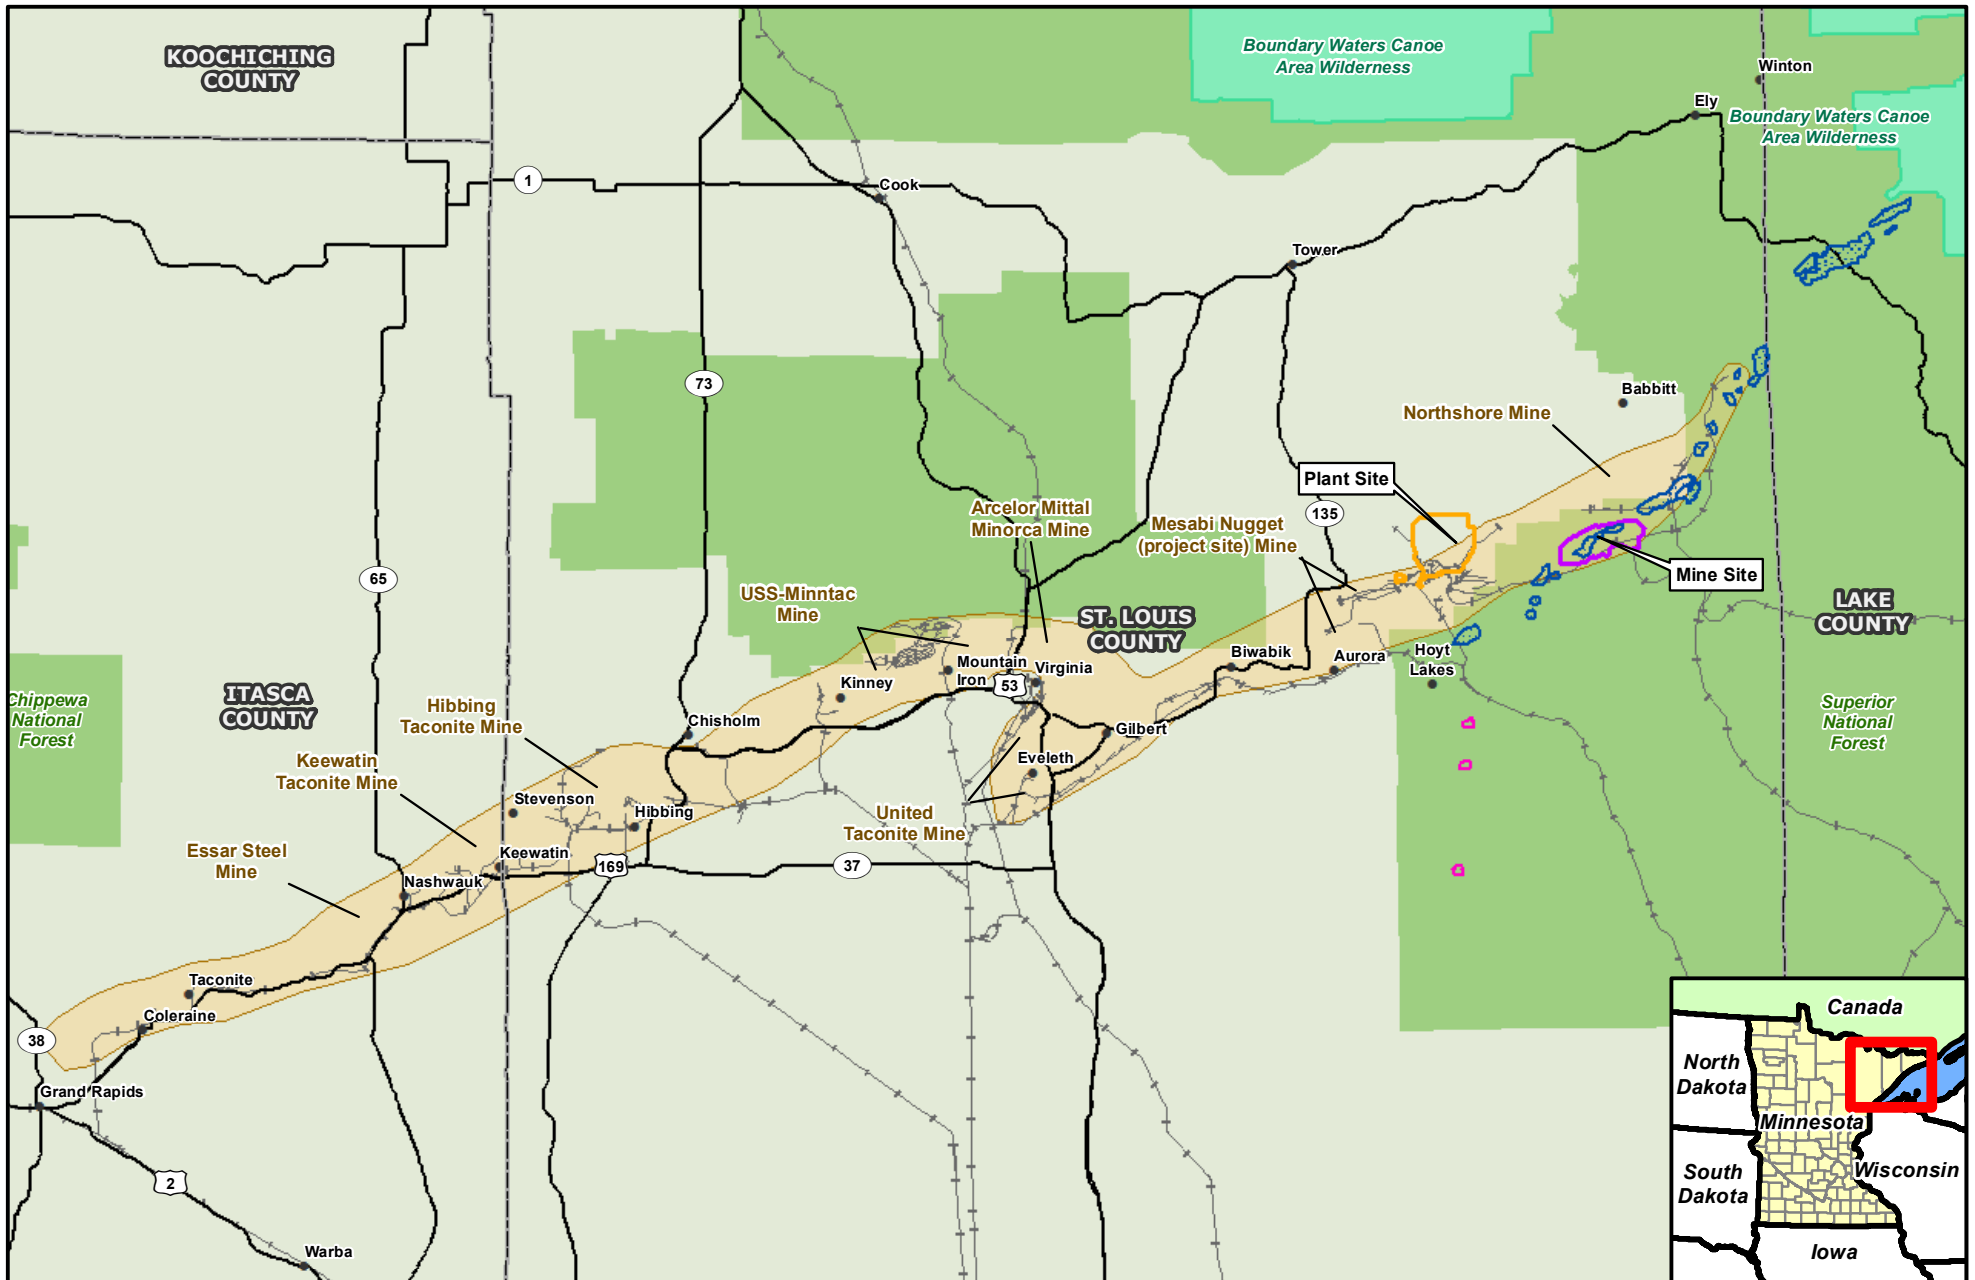 KOOCHICHING
COUNTY
Boundary Waters Canoe
Area Wilderness
Winton
Ely
Boundary Waters Canoe
Area Wilderness
1
Cook
Tower
73
Babbitt
Northshore Mine
Plant Site
Arcelor Mittal
Minorca Mine
Mesabi Nugget
(project site) Mine
135
65
USS-Minntac
Mine
Mine Site
ST. LOUIS
COUNTY
LAKE
COUNTY
Mountain
Iron
Virginia
Biwabik
Aurora
Hoyt
Lakes
Kinney
53
Chippewa
National
Forest
ITASCA
COUNTY
Hibbing
Taconite Mine
Chisholm
Gilbert
Superior
National
Forest
Keewatin
Taconite Mine
Eveleth
Stevenson
Hibbing
United
Taconite Mine
Essar Steel
Mine
Keewatin
169
37
Nashwauk
Taconite
Coleraine
38
Grand Rapids
2
Warba
Canada
North
Dakota
Minnesota
South
Dakota
Wisconsin
Iowa